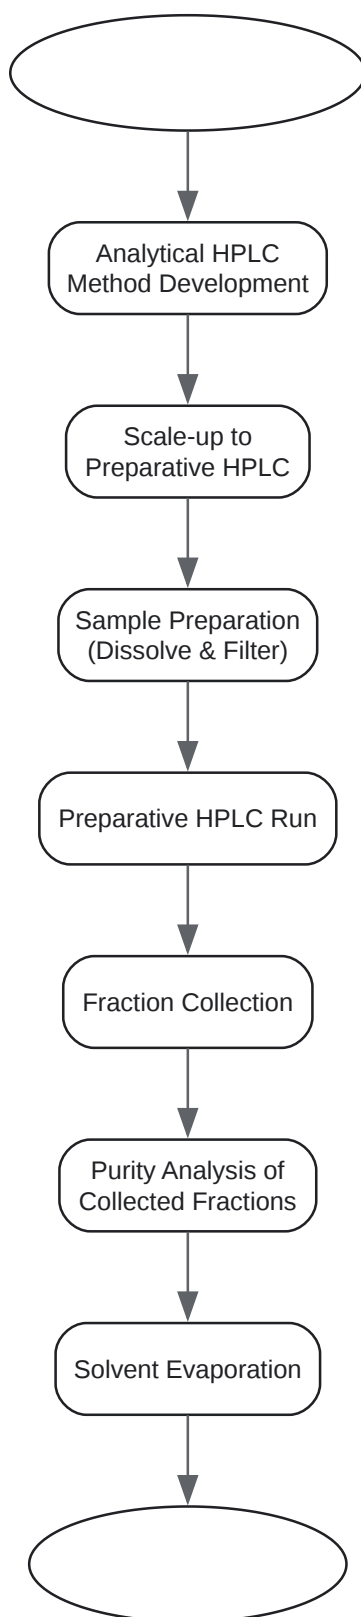 Analytical HPLC
Method Development
Scale-up to
Preparative HPLC
Sample Preparation
(Dissolve & Filter)
Preparative HPLC Run
Fraction Collection
Purity Analysis of
Collected Fractions
Solvent Evaporation